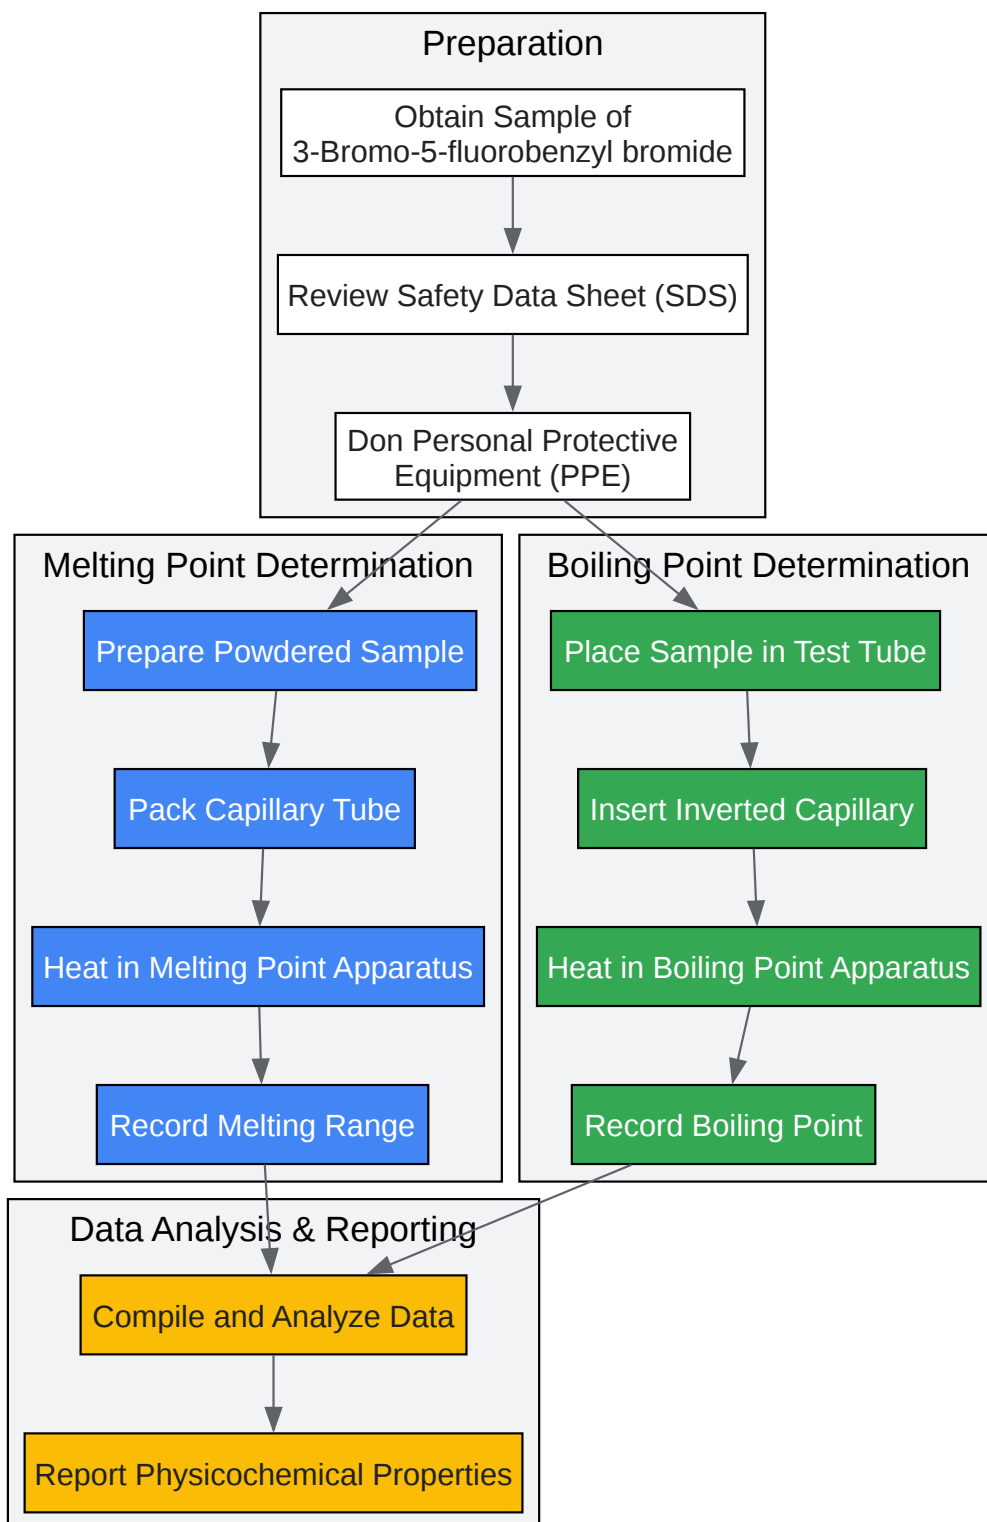 Preparation
Obtain Sample of
3-Bromo-5-fluorobenzyl bromide
Review Safety Data Sheet (SDS)
Don Personal Protective
Equipment (PPE)
Melting Point Determination
Prepare Powdered Sample
Pack Capillary Tube
Heat in Melting Point Apparatus
Record Melting Range
Boiling Point Determination
Place Sample in Test Tube
Insert Inverted Capillary
Heat in Boiling Point Apparatus
Record Boiling Point
Data Analysis & Reporting
Compile and Analyze Data
Report Physicochemical Properties